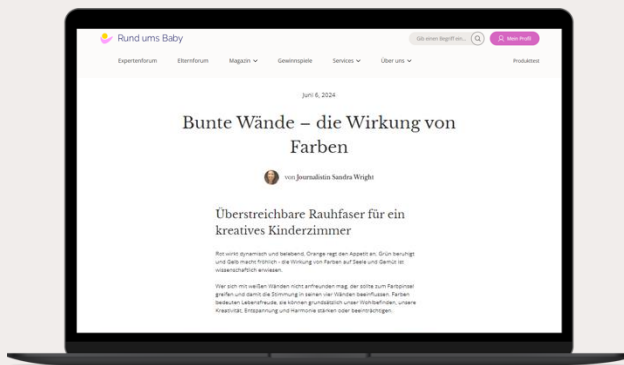 Rund ums Baby
Gib einen Begriff ein...
Mein Profil
Expertenforum Elternforum Magazin Gewinnspiele Services Über uns Produkttest
Juni 6, 2024
Bunte Wände – die Wirkung von
Farben
von Journalistin Sandra Wright
Überstreichbare Rauhfaser für ein
kreatives Kinderzimmer
Rot wirkt dynamisch und belebend, Orange regt den Appetit an, Grün beruhigt
und Gelb macht fröhlich - die Wirkung von Farben auf Seele und Gemüt ist
wissenschaftlich erwiesen.
Wer sich mit weißen Wänden nicht anfreunden mag, der sollte zum Farbpinsel
greifen und damit die Stimmung in seinen vier Wänden beeinflussen. Farben
bedeuten Lebensfreude, sie können grundsätzlich unser Wohlbefinden, unsere
Kreativität, Entspannung und Harmonie stärken oder beeinträchtigen.